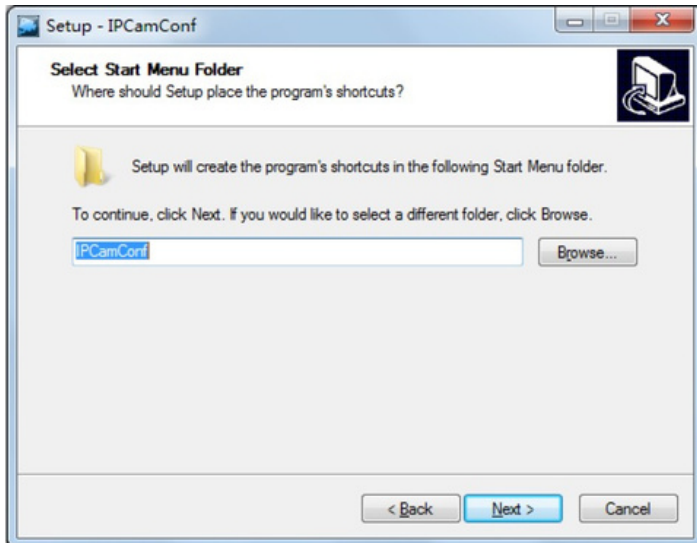 Setup - IPCamConf
Select Start Menu Folder
Where should Setup place the program's shortcuts?
Setup will create the program's shortcuts in the following Start Menu folder.
To continue, click Next. If you would like to select a different folder, click Browse.
IPCamConf
Browse...
< Back
Next >
Cancel